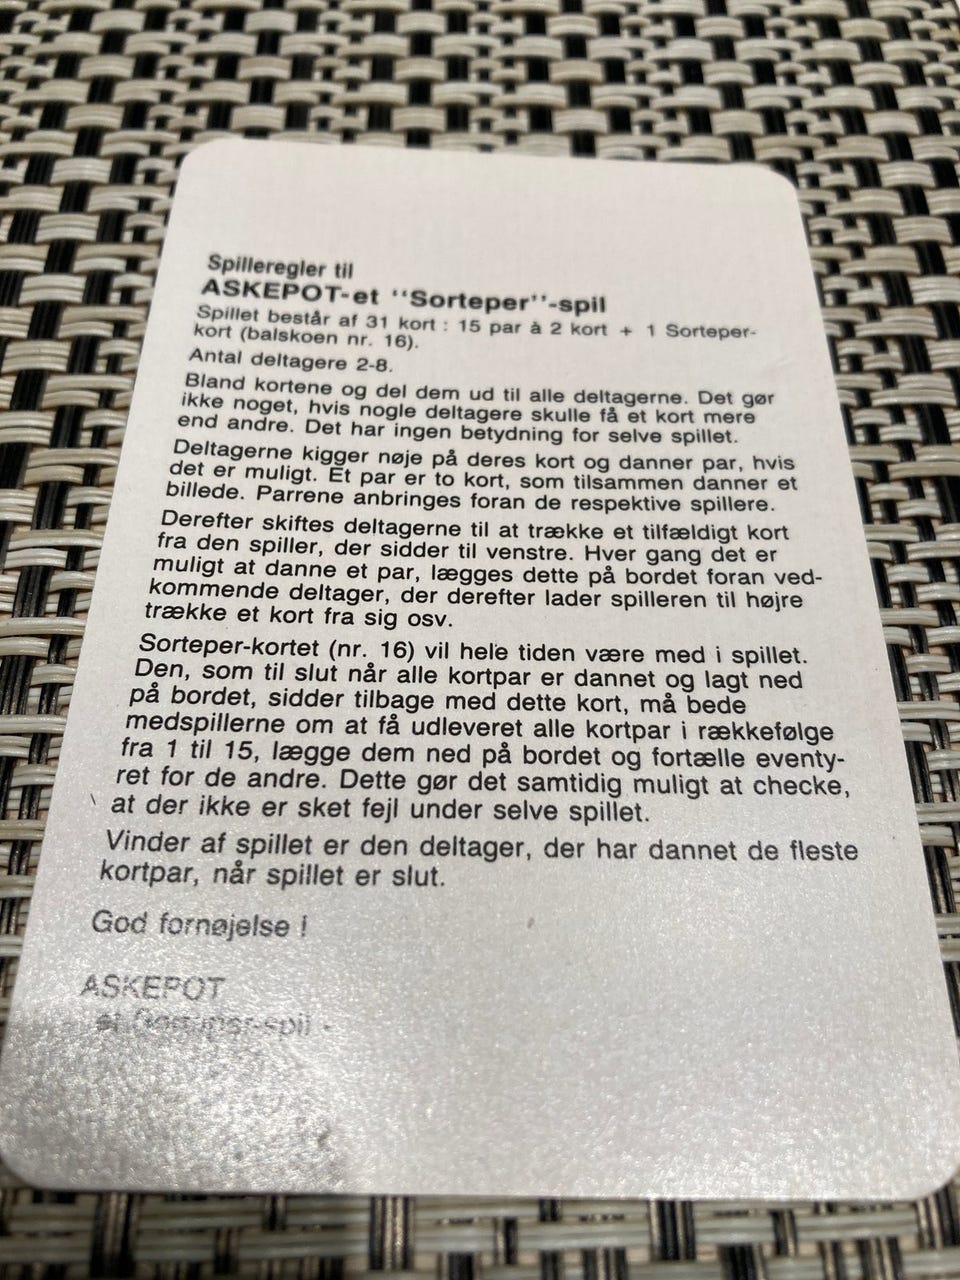 Spilleregler til
ASKEPOT-et "Sorteper"-spil
Spillet består af 31 kort : 15 par à 2 kort + 1 Sorteper-
kort (balskoen nr. 16).
Antal deltagere 2-8.
Bland kortene og del dem ud til alle deltagerne. Det gør
ikke noget, hvis nogle deltagere skulle få et kort mere
end andre. Det har ingen betydning for selve spillet.
Deltagerne kigger nøje på deres kort og danner par, hvis
det er muligt. Et par er to kort, som tilsammen danner et
billede. Parrene anbringes foran de respektive spillere.
Derefter skiftes deltagerne til at trække et tilfældigt kort
fra den spiller, der sidder til venstre. Hver gang det er
muligt at danne et par, lægges dette på bordet foran ved-
kommende deltager, der derefter lader spilleren til højre
trække et kort fra sig osv.
Sorteper-kortet (nr. 16) vil hele tiden være med i spillet.
Den, som til slut når alle kortpar er dannet og lagt ned
på bordet, sidder tilbage med dette kort, må bede
medspillerne om at få udleveret alle kortpar i rækkefølge
fra 1 til 15, lægge dem ned på bordet og fortælle eventy-
ret for de andre. Dette gør det samtidig muligt at checke,
at der ikke er sket fejl under selve spillet.
Vinder af spillet er den deltager, der har dannet de fleste
kortpar, når spillet er slut.
God fornøjelse !
ASKEPOT
et